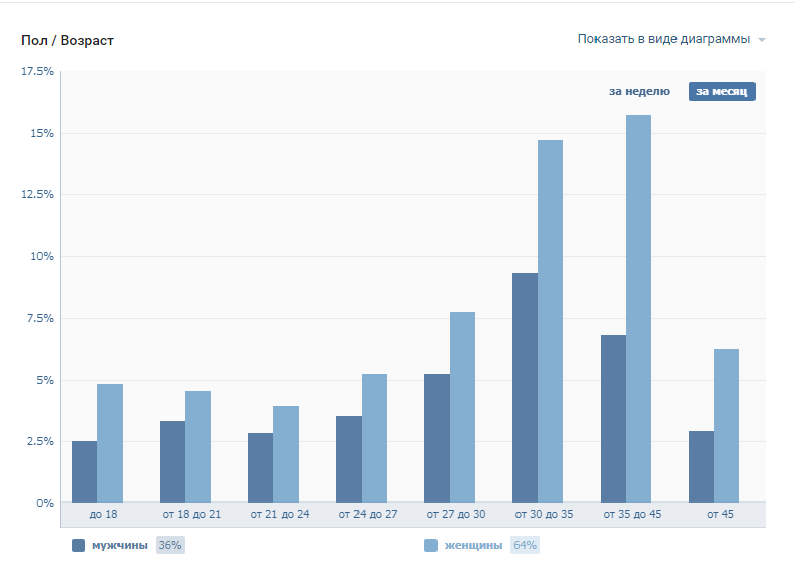 Пол / Возраст
Показать в виде диаграммы
17.5%
за неделю
за месяц
15%
12.5%
10%
7.5%
5%
2.5%
0%
до 18 от 18 до 21 от 21 до 24 от 24 до 27 от 27 до 30 от 30 до 35 от 35 до 45 от 45
мужчины 36% женщины 64%